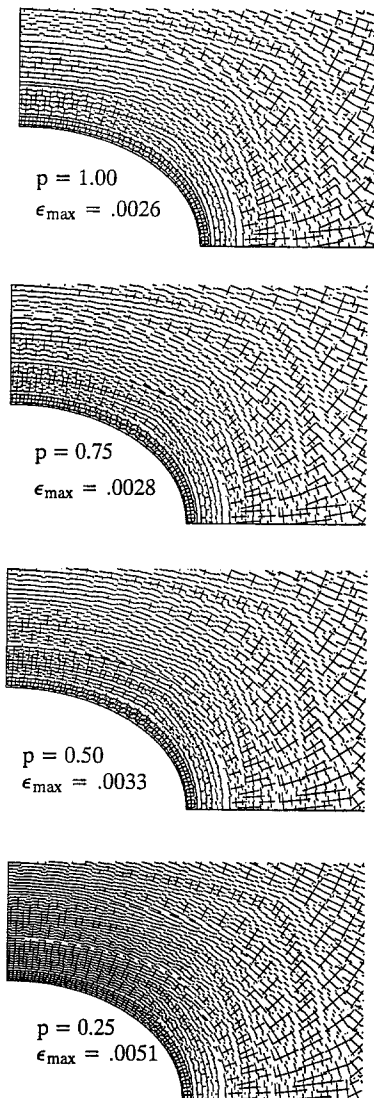 p = 1.00
ϵmax = .0026
p = 0.75
ϵmax = .0028
p = 0.50
ϵmax = .0033
p = 0.25
ϵmax = .0051